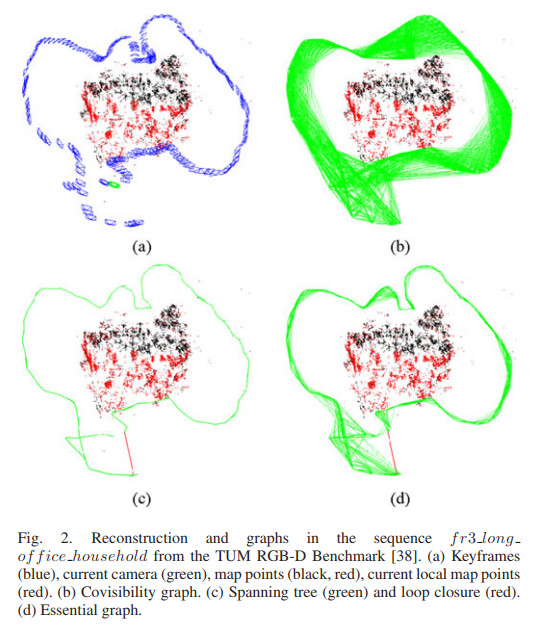 (a)
(b)
(c)
(d)
Fig. 2. Reconstruction and graphs in the sequence fr3_long_
office_household from the TUM RGB-D Benchmark [38]. (a) Keyframes
(blue), current camera (green), map points (black, red), current local map points
(red). (b) Covisibility graph. (c) Spanning tree (green) and loop closure (red).
(d) Essential graph.